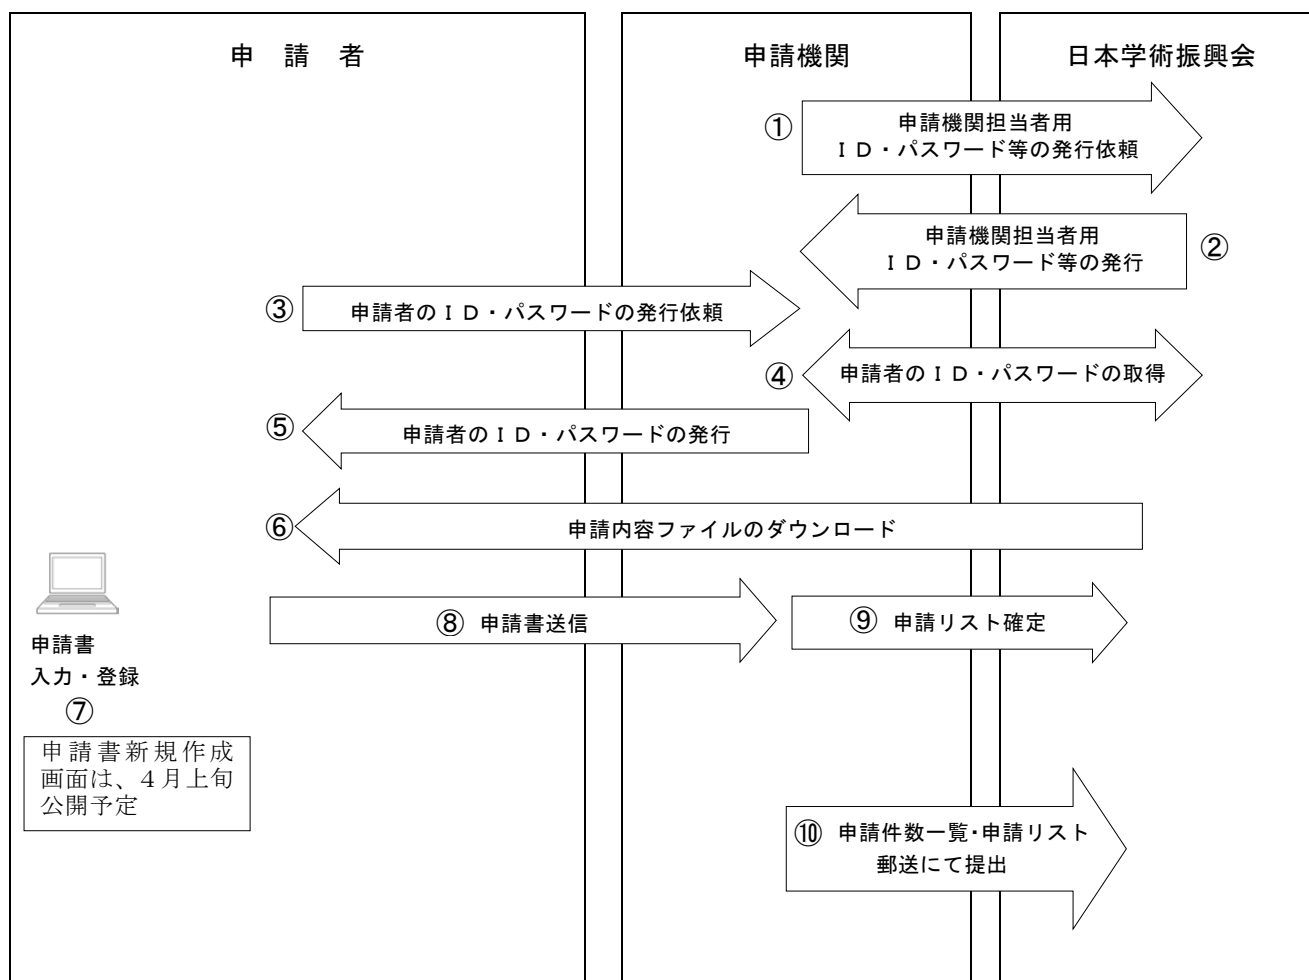 申　請　者
申請機関
日本学術振興会
①
申請機関担当者用
ＩＤ・パスワード等の発行依頼
申請機関担当者用
ＩＤ・パスワード等の発行
②
③
申請者のＩＤ・パスワードの発行依頼
④
申請者のＩＤ・パスワードの取得
⑤
申請者のＩＤ・パスワードの発行
⑥
申請内容ファイルのダウンロード
⑧ 申請書送信
⑨ 申請リスト確定
申請書
入力・登録
⑦
申請書新規作成
画面は、４月上旬
公開予定
⑩ 申請件数一覧・申請リスト
郵送にて提出